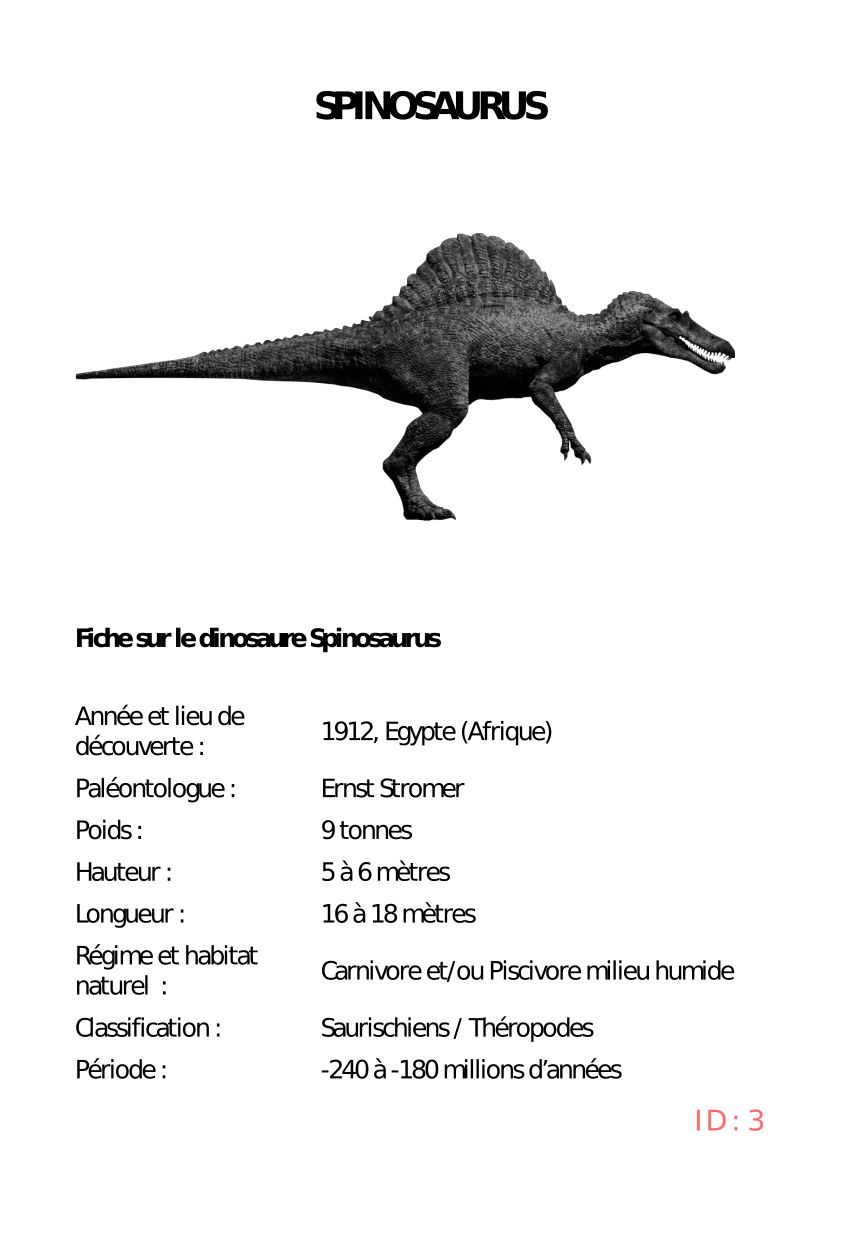 SPINOSAURUS
Fiche sur le dinosaure Spinosaurus
Année et lieu de
découverte :
1912, Egypte (Afrique)
Paléontologue :
Ernst Stromer
Poids :
9 tonnes
Hauteur :
5 à 6 mètres
Longueur :
16 à 18 mètres
Régime et habitat
naturel :
Carnivore et/ou Piscivore milieu humide
Classification :
Saurischiens / Théropodes
Période :
-240 à -180 millions d’années
ID : 3